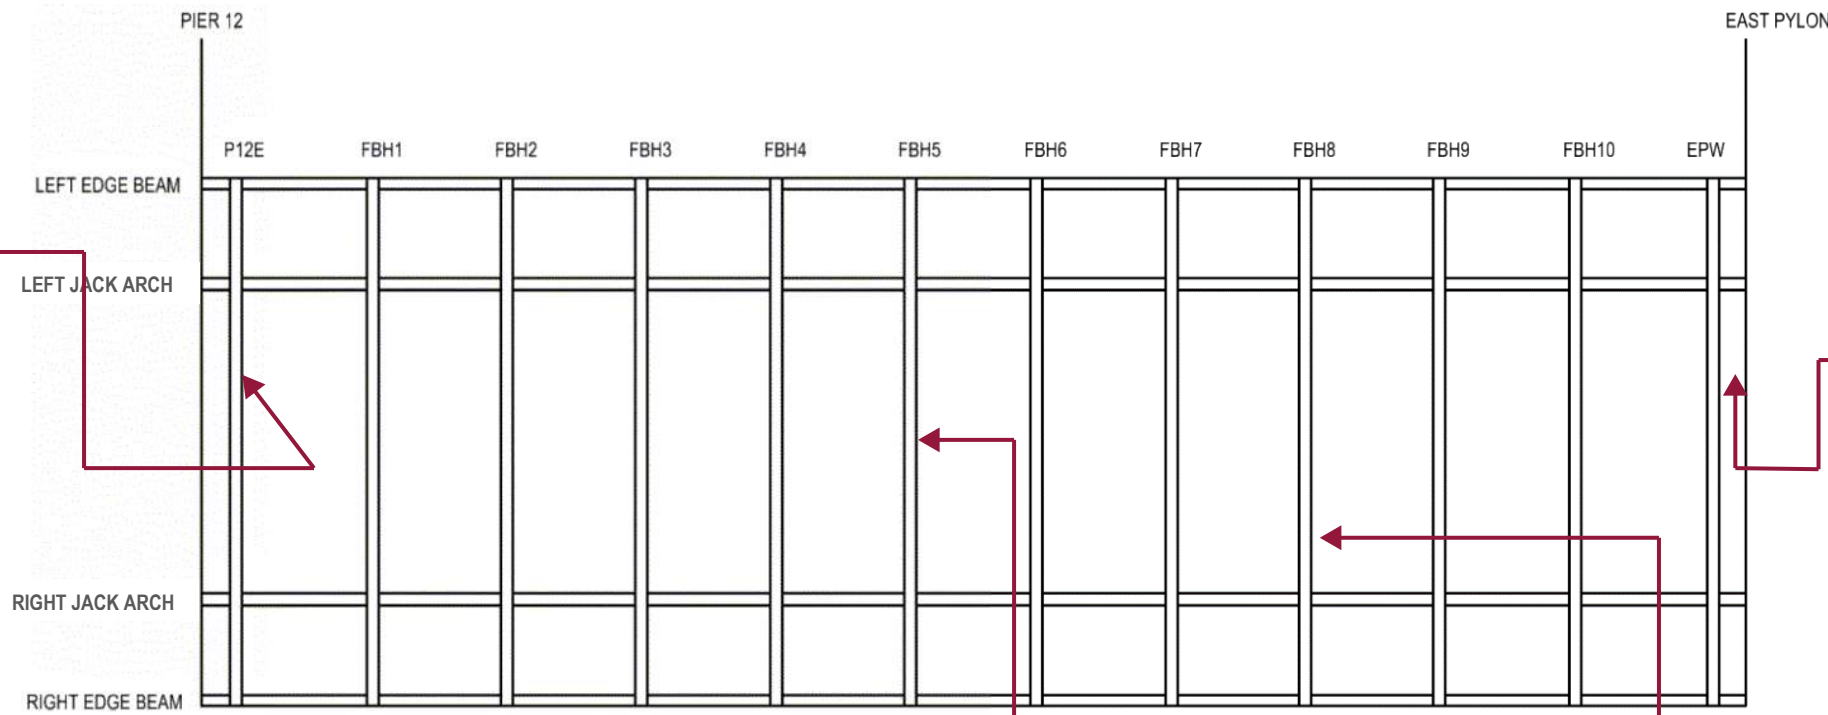 PIER 12
EAST PYLON
P12E FBH1 FBH2 FBH3 FBH4 FBH5 FBH6 FBH7 FBH8 FBH9 FBH10 EPW
LEFT EDGE BEAM
LEFT JACK ARCH
RIGHT JACK ARCH
RIGHT EDGE BEAM